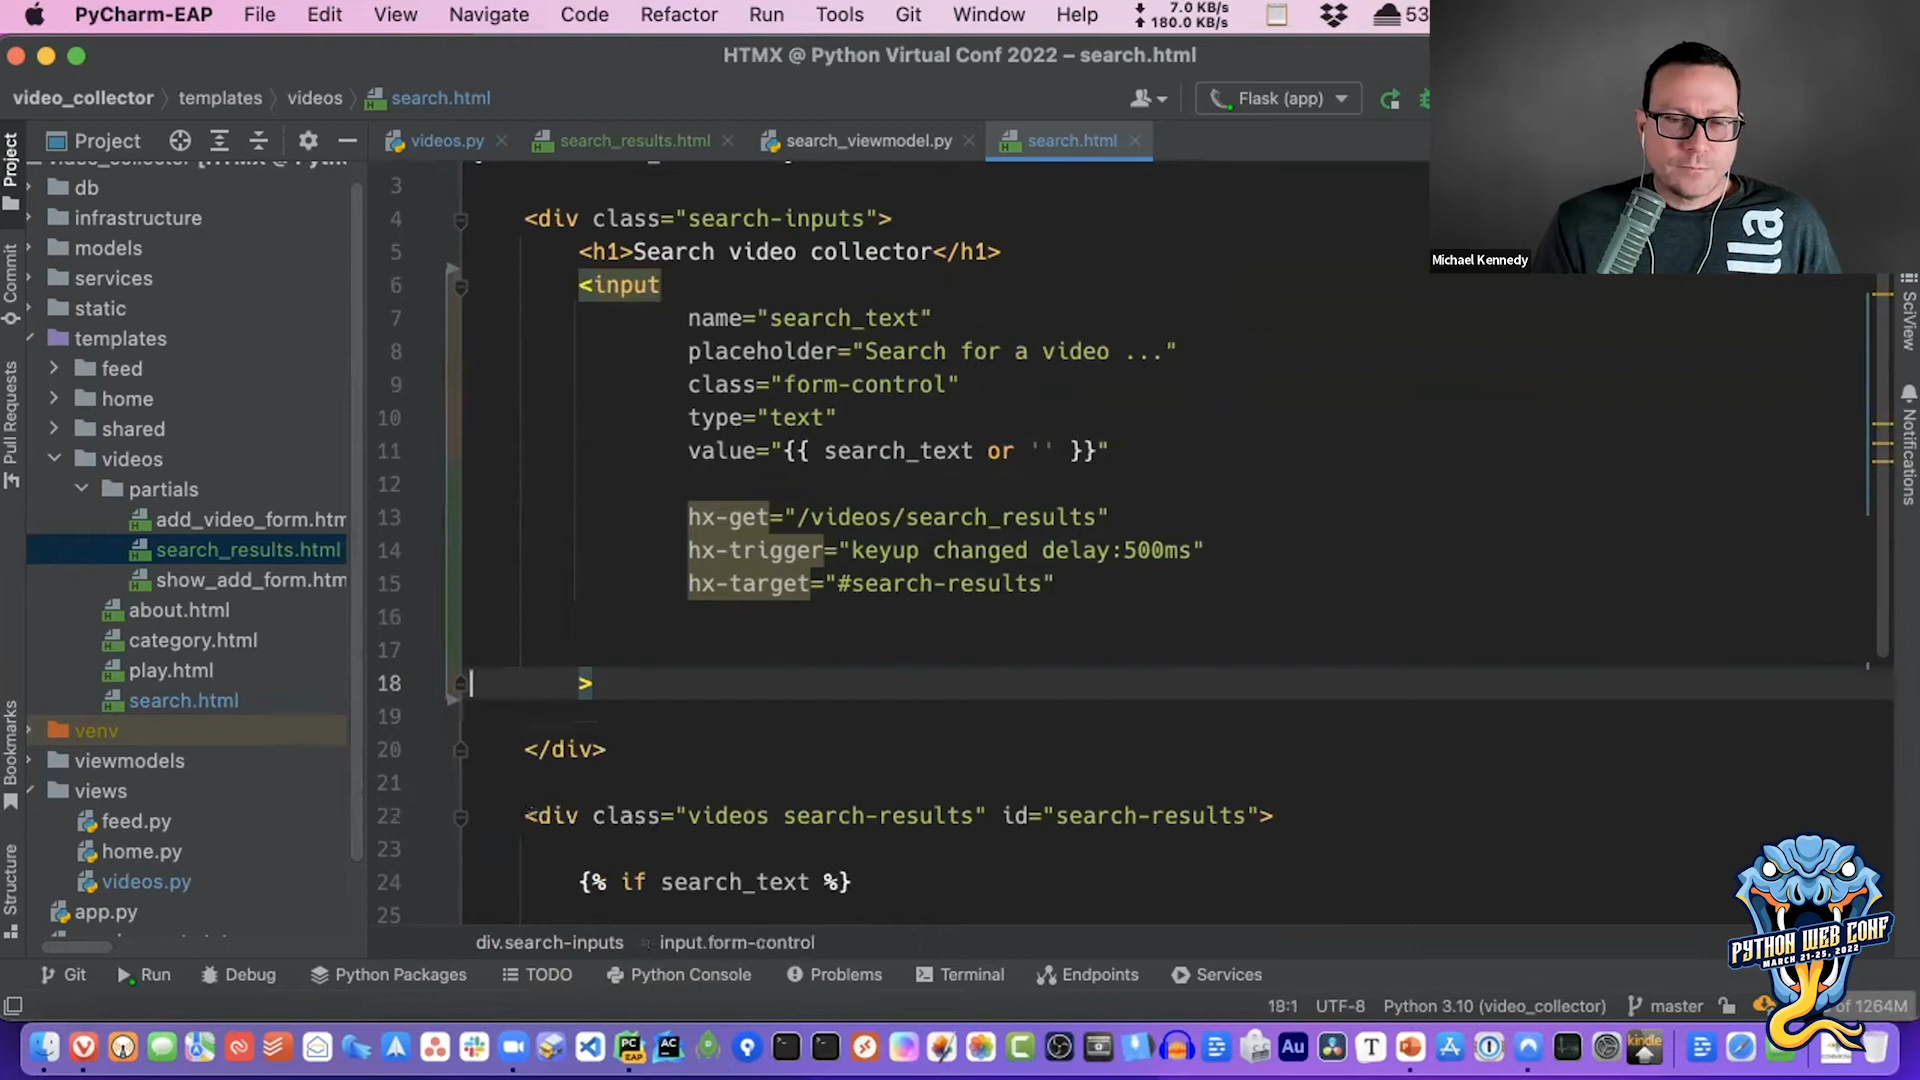 PyCharm-EAP File Edit View Navigate Code Refactor Run Tools Git Window Help 7.0 KB/s 180.0 KB/s 53
HTMX @ Python Virtual Conf 2022 – search.html
video_collector templates videos search.html Flask (app)
Project videos.py search_results.html search_viewmodel.py search.html
Michael Kennedy
lla
Project
Commit
Pull Requests
Bookmarks
Structure
db
infrastructure
models
services
static
templates
feed
home
shared
videos
partials
add_video_form.htm
search_results.html
show_add_form.htm
about.html
category.html
play.html
search.html
venv
viewmodels
views
feed.py
home.py
videos.py
app.py
3
4 <div class="search-inputs">
5 <h1>Search video collector</h1>
6 <input
7 name="search_text"
8 placeholder="Search for a video ..."
9 class="form-control"
10 type="text"
11 value="{{ search_text or '' }}"
12
13 hx-get="/videos/search_results"
14 hx-trigger="keyup changed delay:500ms"
15 hx-target="#search-results"
16
17
18 >
19
20 </div>
21
22 <div class="videos search-results" id="search-results">
23
24 {% if search_text %}
25
div.search-inputs input.form-control
SciView
Notifications
PYTHON WEB CONF
MARCH 21-25, 2022
Git Run Debug Python Packages TODO Python Console Problems Terminal Endpoints Services
18:1 UTF-8 Python 3.10 (video_collector) master of 1264M
PC EAP AC Au T kindle